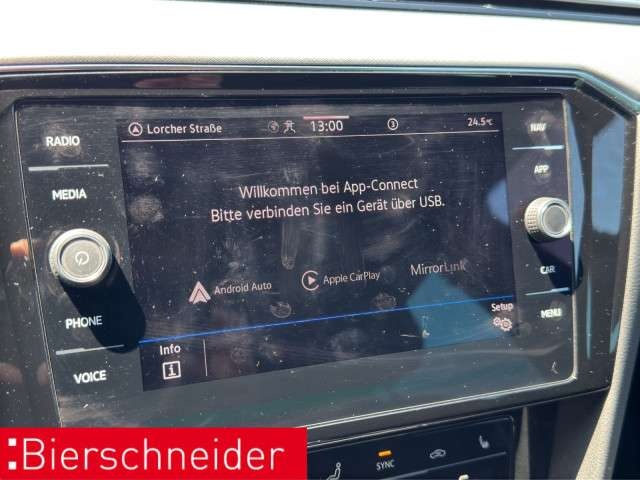 RADIO
MEDIA
PHONE
VOICE
Lorcher Straße 13:00 3 24.5°C
Willkommen bei App-Connect
Bitte verbinden Sie ein Gerät über USB.
Android Auto Apple CarPlay MirrorLink
Setup
Info
i
NAV
APP
CAR
MENU
SYNC
Bierschneider